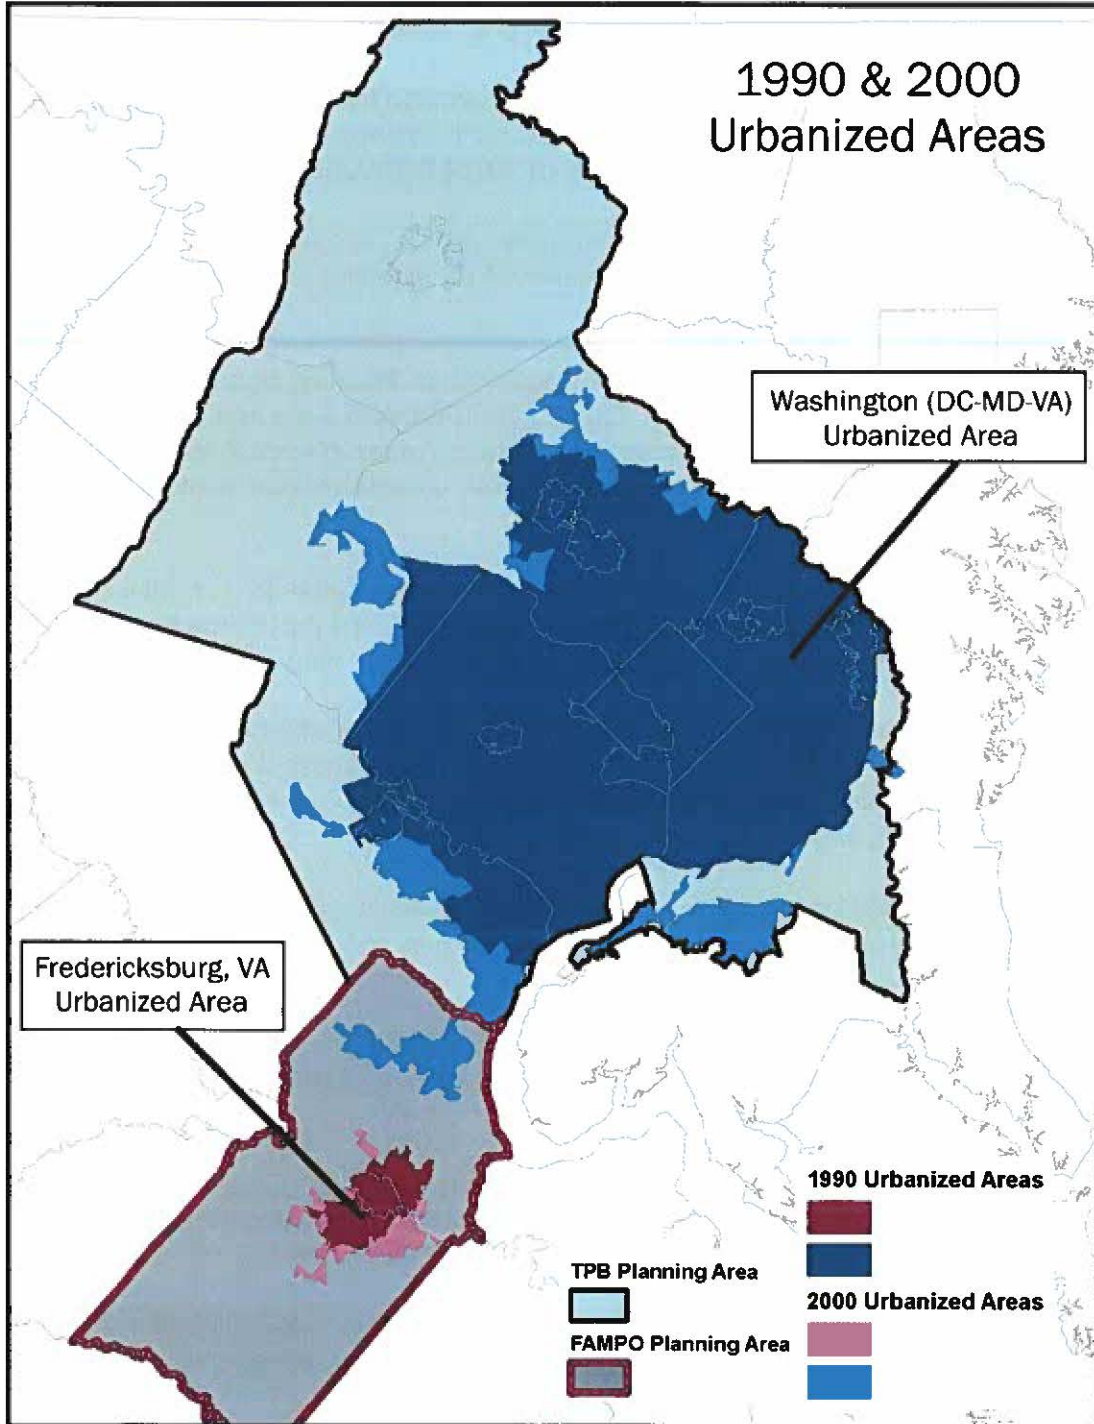 1990 & 2000
Urbanized Areas
Washington (DC-MD-VA)
Urbanized Area
Fredericksburg, VA
Urbanized Area
1990 Urbanized Areas
TPB Planning Area
2000 Urbanized Areas
FAMPO Planning Area